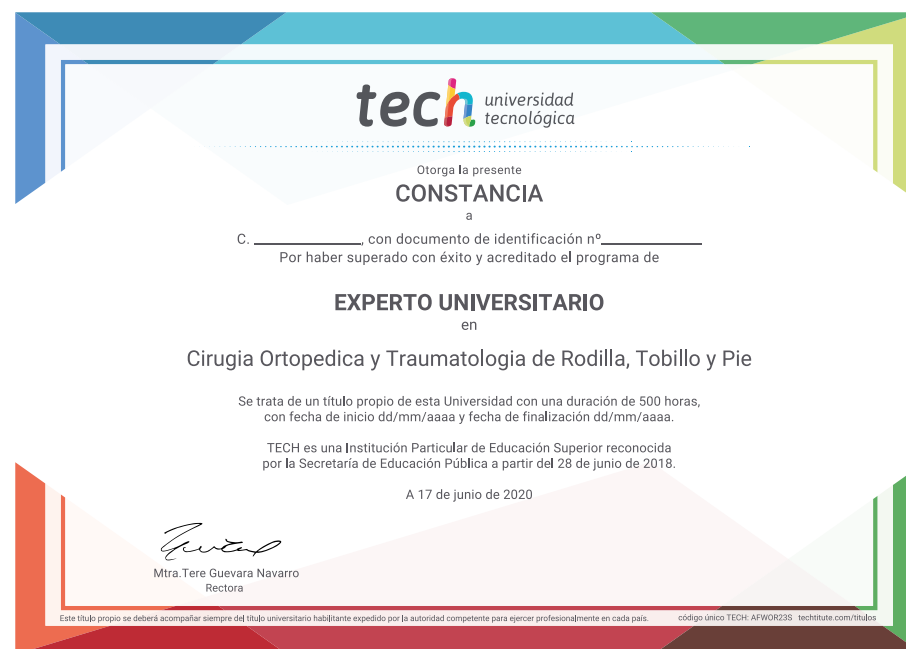 tech universidad
tecnológica
Otorga la presente
CONSTANCIA
a
C. ____________, con documento de identificación nº____________
Por haber superado con éxito y acreditado el programa de
EXPERTO UNIVERSITARIO
en
Cirugia Ortopedica y Traumatologia de Rodilla, Tobillo y Pie
Se trata de un título propio de esta Universidad con una duración de 500 horas,
con fecha de inicio dd/mm/aaaa y fecha de finalización dd/mm/aaaa.
TECH es una Institución Particular de Educación Superior reconocida
por la Secretaría de Educación Pública a partir del 28 de junio de 2018.
A 17 de junio de 2020
Mtra.Tere Guevara Navarro
Rectora
Este título propio se deberá acompañar siempre del título universitario habilitante expedido por la autoridad competente para ejercer profesionalmente en cada país. código único TECH: AFWOR23S techtitute.com/titulos